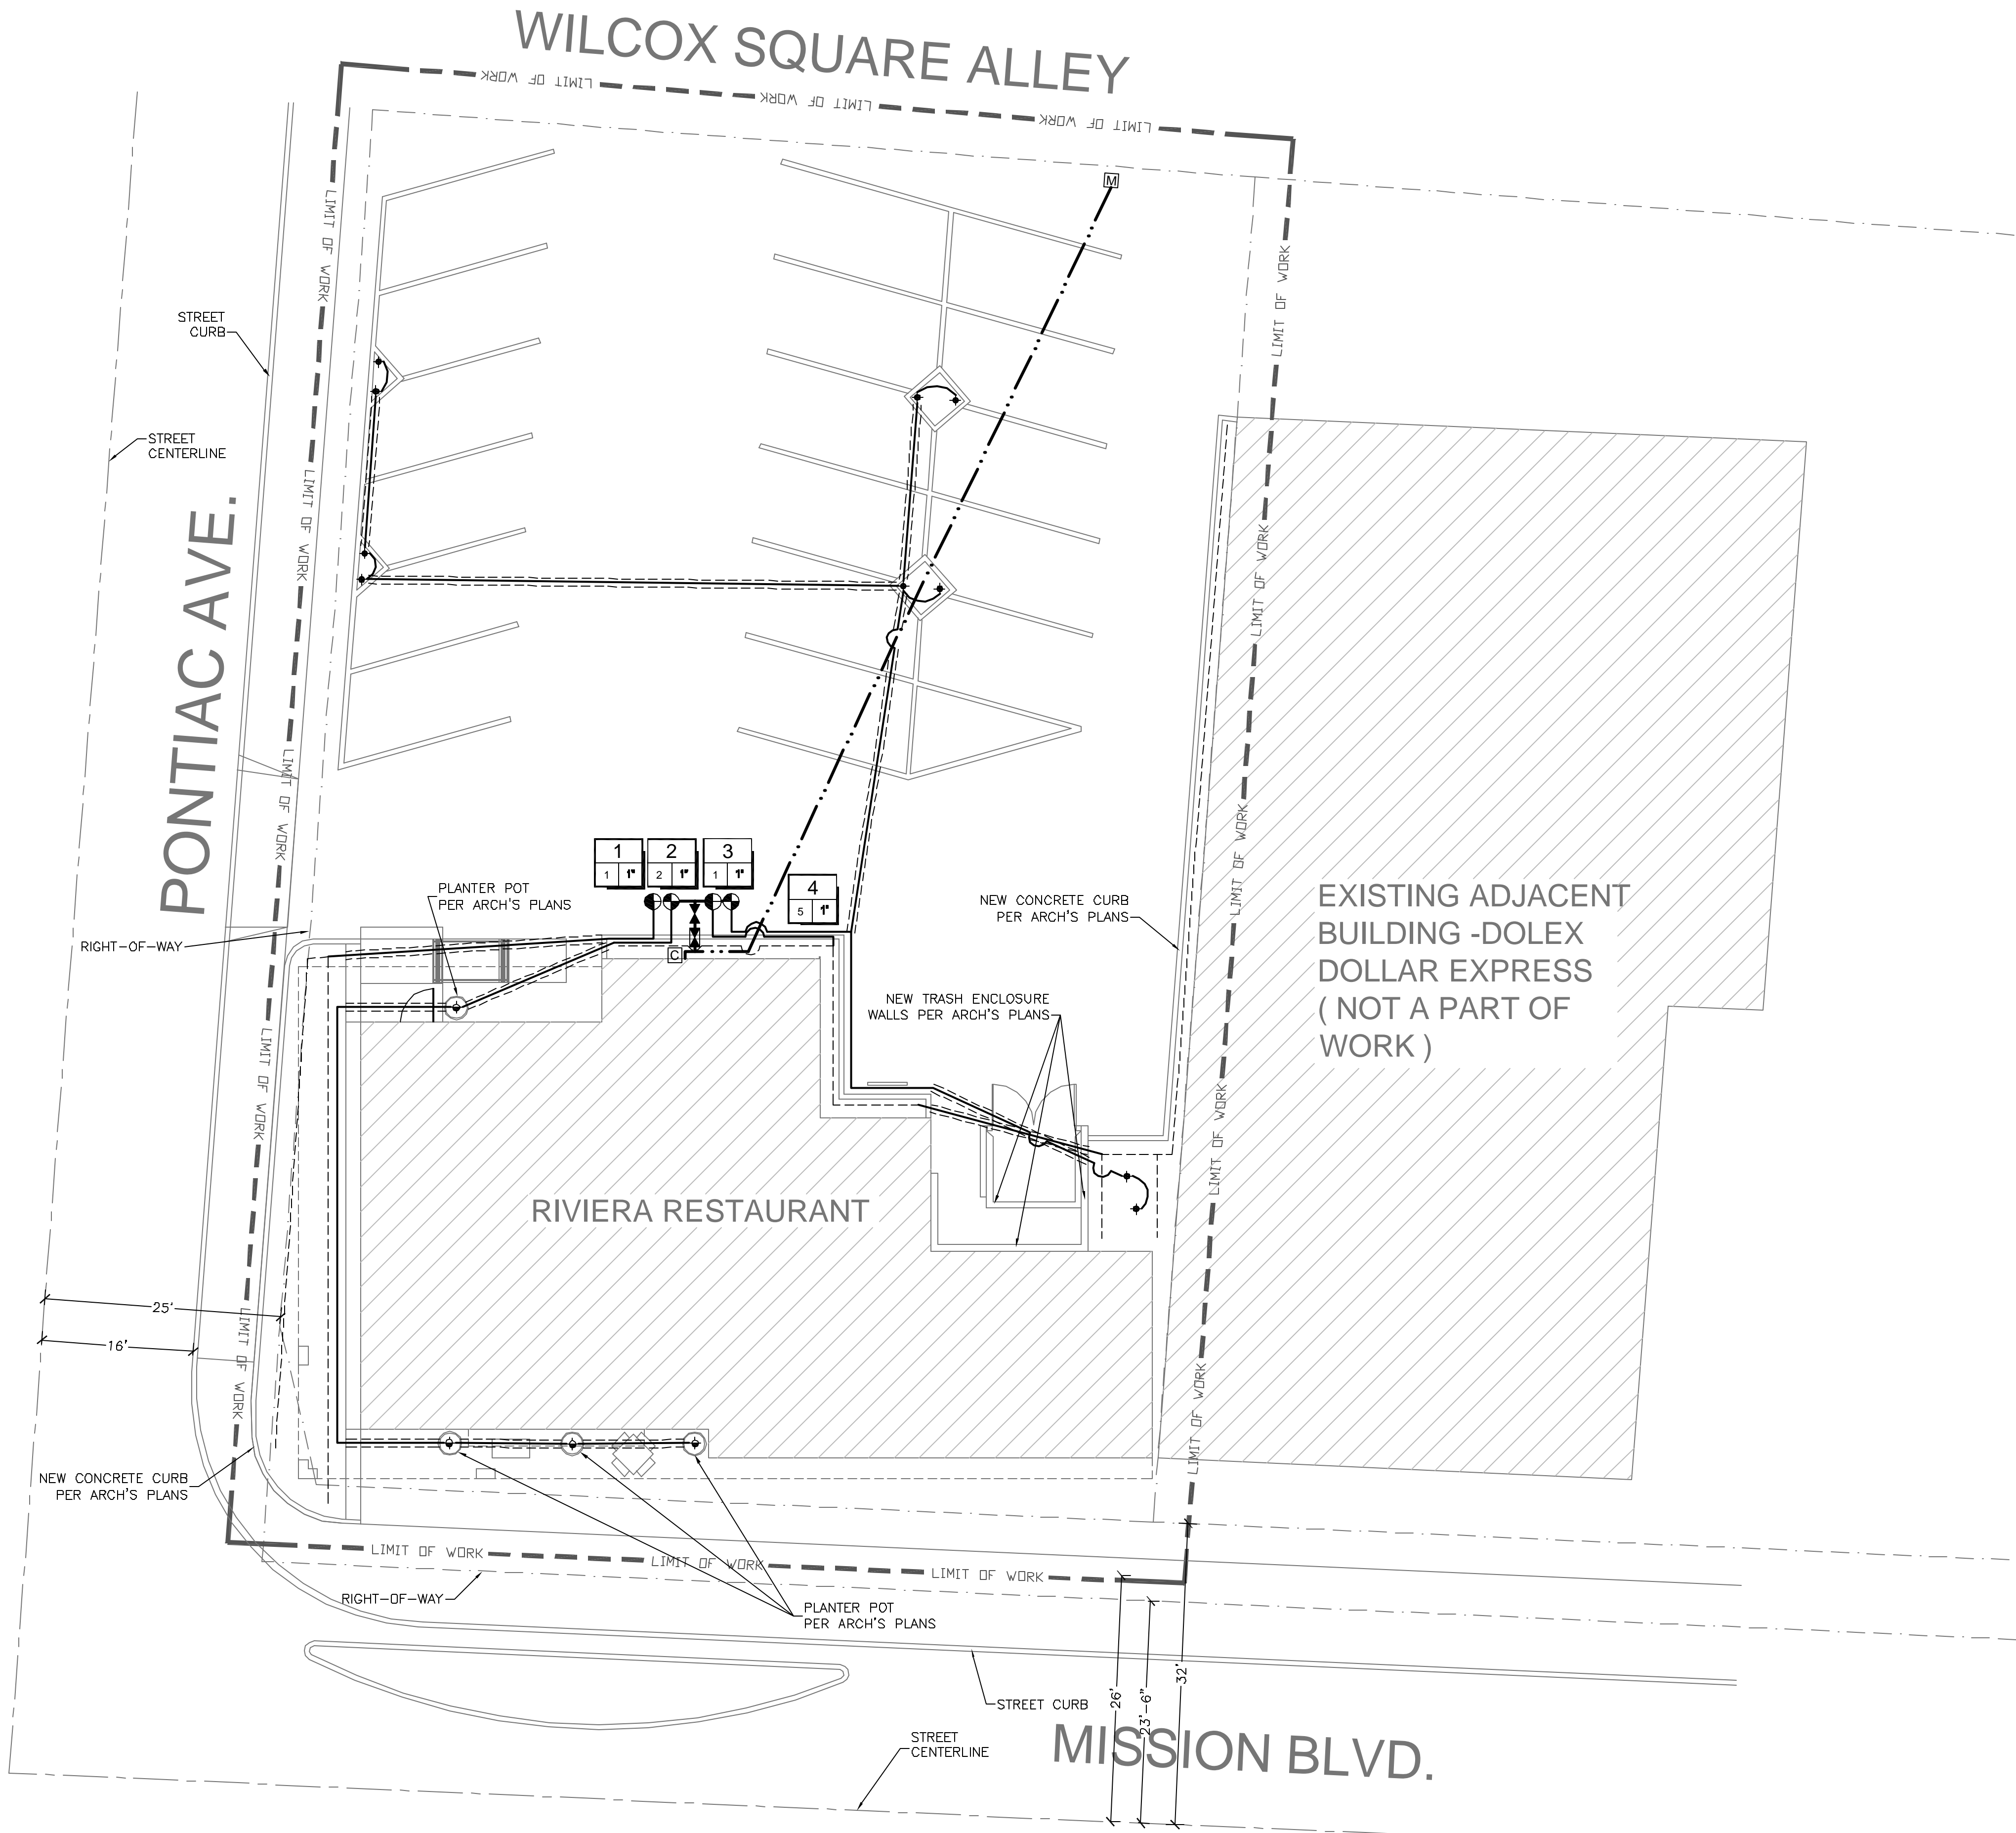 WILCOX SQUARE ALLEY
LIMIT OF WORK
LIMIT OF WORK
LIMIT OF WORK
M
LIMIT OF WORK
LIMIT OF WORK
LIMIT OF WORK
LIMIT OF WORK
LIMIT OF WORK
LIMIT OF WORK
STREET
CURB
STREET
CENTERLINE
PONTIAC AVE.
LIMIT OF WORK
LIMIT OF WORK
LIMIT OF WORK
1
1 1"
2
2 1"
3
1 1"
4
5 1"
PLANTER POT
PER ARCH'S PLANS
RIGHT-OF-WAY
C
NEW CONCRETE CURB
PER ARCH'S PLANS
EXISTING ADJACENT
BUILDING -DOLEX
DOLLAR EXPRESS
( NOT A PART OF
WORK )
NEW TRASH ENCLOSURE
WALLS PER ARCH'S PLANS
RIVIERA RESTAURANT
25'
16'
LIMIT OF WORK
LIMIT OF WORK
NEW CONCRETE CURB
PER ARCH'S PLANS
LIMIT OF WORK
LIMIT OF WORK
LIMIT OF WORK
RIGHT-OF-WAY
PLANTER POT
PER ARCH'S PLANS
STREET CURB
26'
23'-6"
32'
STREET
CENTERLINE
MISSION BLVD.